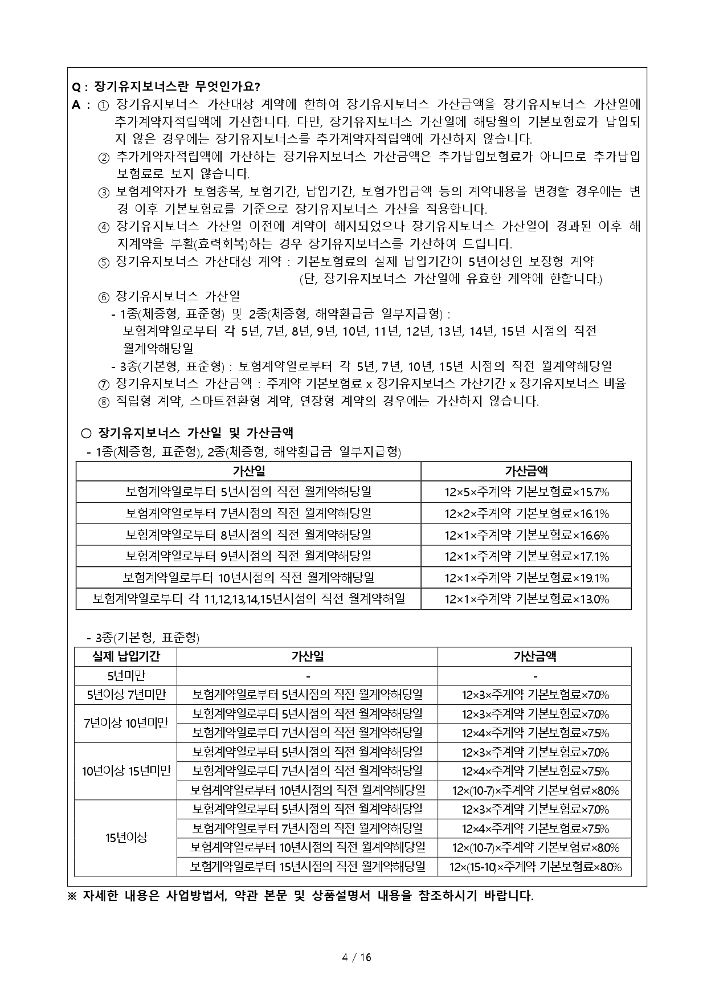 Q : 장기유지보너스란 무엇인가요?
A : ① 장기유지보너스 가산대상 계약에 한하여 장기유지보너스 가산금액을 장기유지보너스 가산일에
추가계약자적립액에 가산합니다. 다만, 장기유지보너스 가산일에 해당월의 기본보험료가 납입되
지 않은 경우에는 장기유지보너스를 추가계약자적립액에 가산하지 않습니다.
② 추가계약자적립액에 가산하는 장기유지보너스 가산금액은 추가납입보험료가 아니므로 추가납입
보험료로 보지 않습니다.
③ 보험계약자가 보험종목, 보험기간, 납입기간, 보험가입금액 등의 계약내용을 변경할 경우에는 변
경 이후 기본보험료를 기준으로 장기유지보너스 가산을 적용합니다.
④ 장기유지보너스 가산일 이전에 계약이 해지되었으나 장기유지보너스 가산일이 경과된 이후 해
지계약을 부활(효력회복)하는 경우 장기유지보너스를 가산하여 드립니다.
⑤ 장기유지보너스 가산대상 계약 : 기본보험료의 실제 납입기간이 5년이상인 보장형 계약
(단, 장기유지보너스 가산일에 유효한 계약에 한합니다.)
⑥ 장기유지보너스 가산일
- 1종(체증형, 표준형) 및 2종(체증형, 해약환급금 일부지급형) :
보험계약일로부터 각 5년, 7년, 8년, 9년, 10년, 11년, 12년, 13년, 14년, 15년 시점의 직전
월계약해당일
- 3종(기본형, 표준형) : 보험계약일로부터 각 5년, 7년, 10년, 15년 시점의 직전 월계약해당일
⑦ 장기유지보너스 가산금액 : 주계약 기본보험료 x 장기유지보너스 가산기간 x 장기유지보너스 비율
⑧ 적립형 계약, 스마트전환형 계약, 연장형 계약의 경우에는 가산하지 않습니다.
○ 장기유지보너스 가산일 및 가산금액
- 1종(체증형, 표준형), 2종(체증형, 해약환급금 일부지급형)
가산일 가산금액
보험계약일로부터 5년시점의 직전 월계약해당일 12×5×주계약 기본보험료×15.7%
보험계약일로부터 7년시점의 직전 월계약해당일 12×2×주계약 기본보험료×16.1%
보험계약일로부터 8년시점의 직전 월계약해당일 12×1×주계약 기본보험료×16.6%
보험계약일로부터 9년시점의 직전 월계약해당일 12×1×주계약 기본보험료×17.1%
보험계약일로부터 10년시점의 직전 월계약해당일 12×1×주계약 기본보험료×19.1%
보험계약일로부터 각 11,12,13,14,15년시점의 직전 월계약해일 12×1×주계약 기본보험료×13.0%
- 3종(기본형, 표준형)
실제 납입기간 가산일 가산금액
5년미만 - -
5년이상 7년미만 보험계약일로부터 5년시점의 직전 월계약해당일 12×3×주계약 기본보험료×7.0%
7년이상 10년미만 보험계약일로부터 5년시점의 직전 월계약해당일 12×3×주계약 기본보험료×7.0%
보험계약일로부터 7년시점의 직전 월계약해당일 12×4×주계약 기본보험료×7.5%
10년이상 15년미만 보험계약일로부터 5년시점의 직전 월계약해당일 12×3×주계약 기본보험료×7.0%
보험계약일로부터 7년시점의 직전 월계약해당일 12×4×주계약 기본보험료×7.5%
보험계약일로부터 10년시점의 직전 월계약해당일 12×(10-7)×주계약 기본보험료×8.0%
15년이상 보험계약일로부터 5년시점의 직전 월계약해당일 12×3×주계약 기본보험료×7.0%
보험계약일로부터 7년시점의 직전 월계약해당일 12×4×주계약 기본보험료×7.5%
보험계약일로부터 10년시점의 직전 월계약해당일 12×(10-7)×주계약 기본보험료×8.0%
보험계약일로부터 15년시점의 직전 월계약해당일 12×(15-10)×주계약 기본보험료×8.0%
※ 자세한 내용은 사업방법서, 약관 본문 및 상품설명서 내용을 참조하시기 바랍니다.
4 / 16